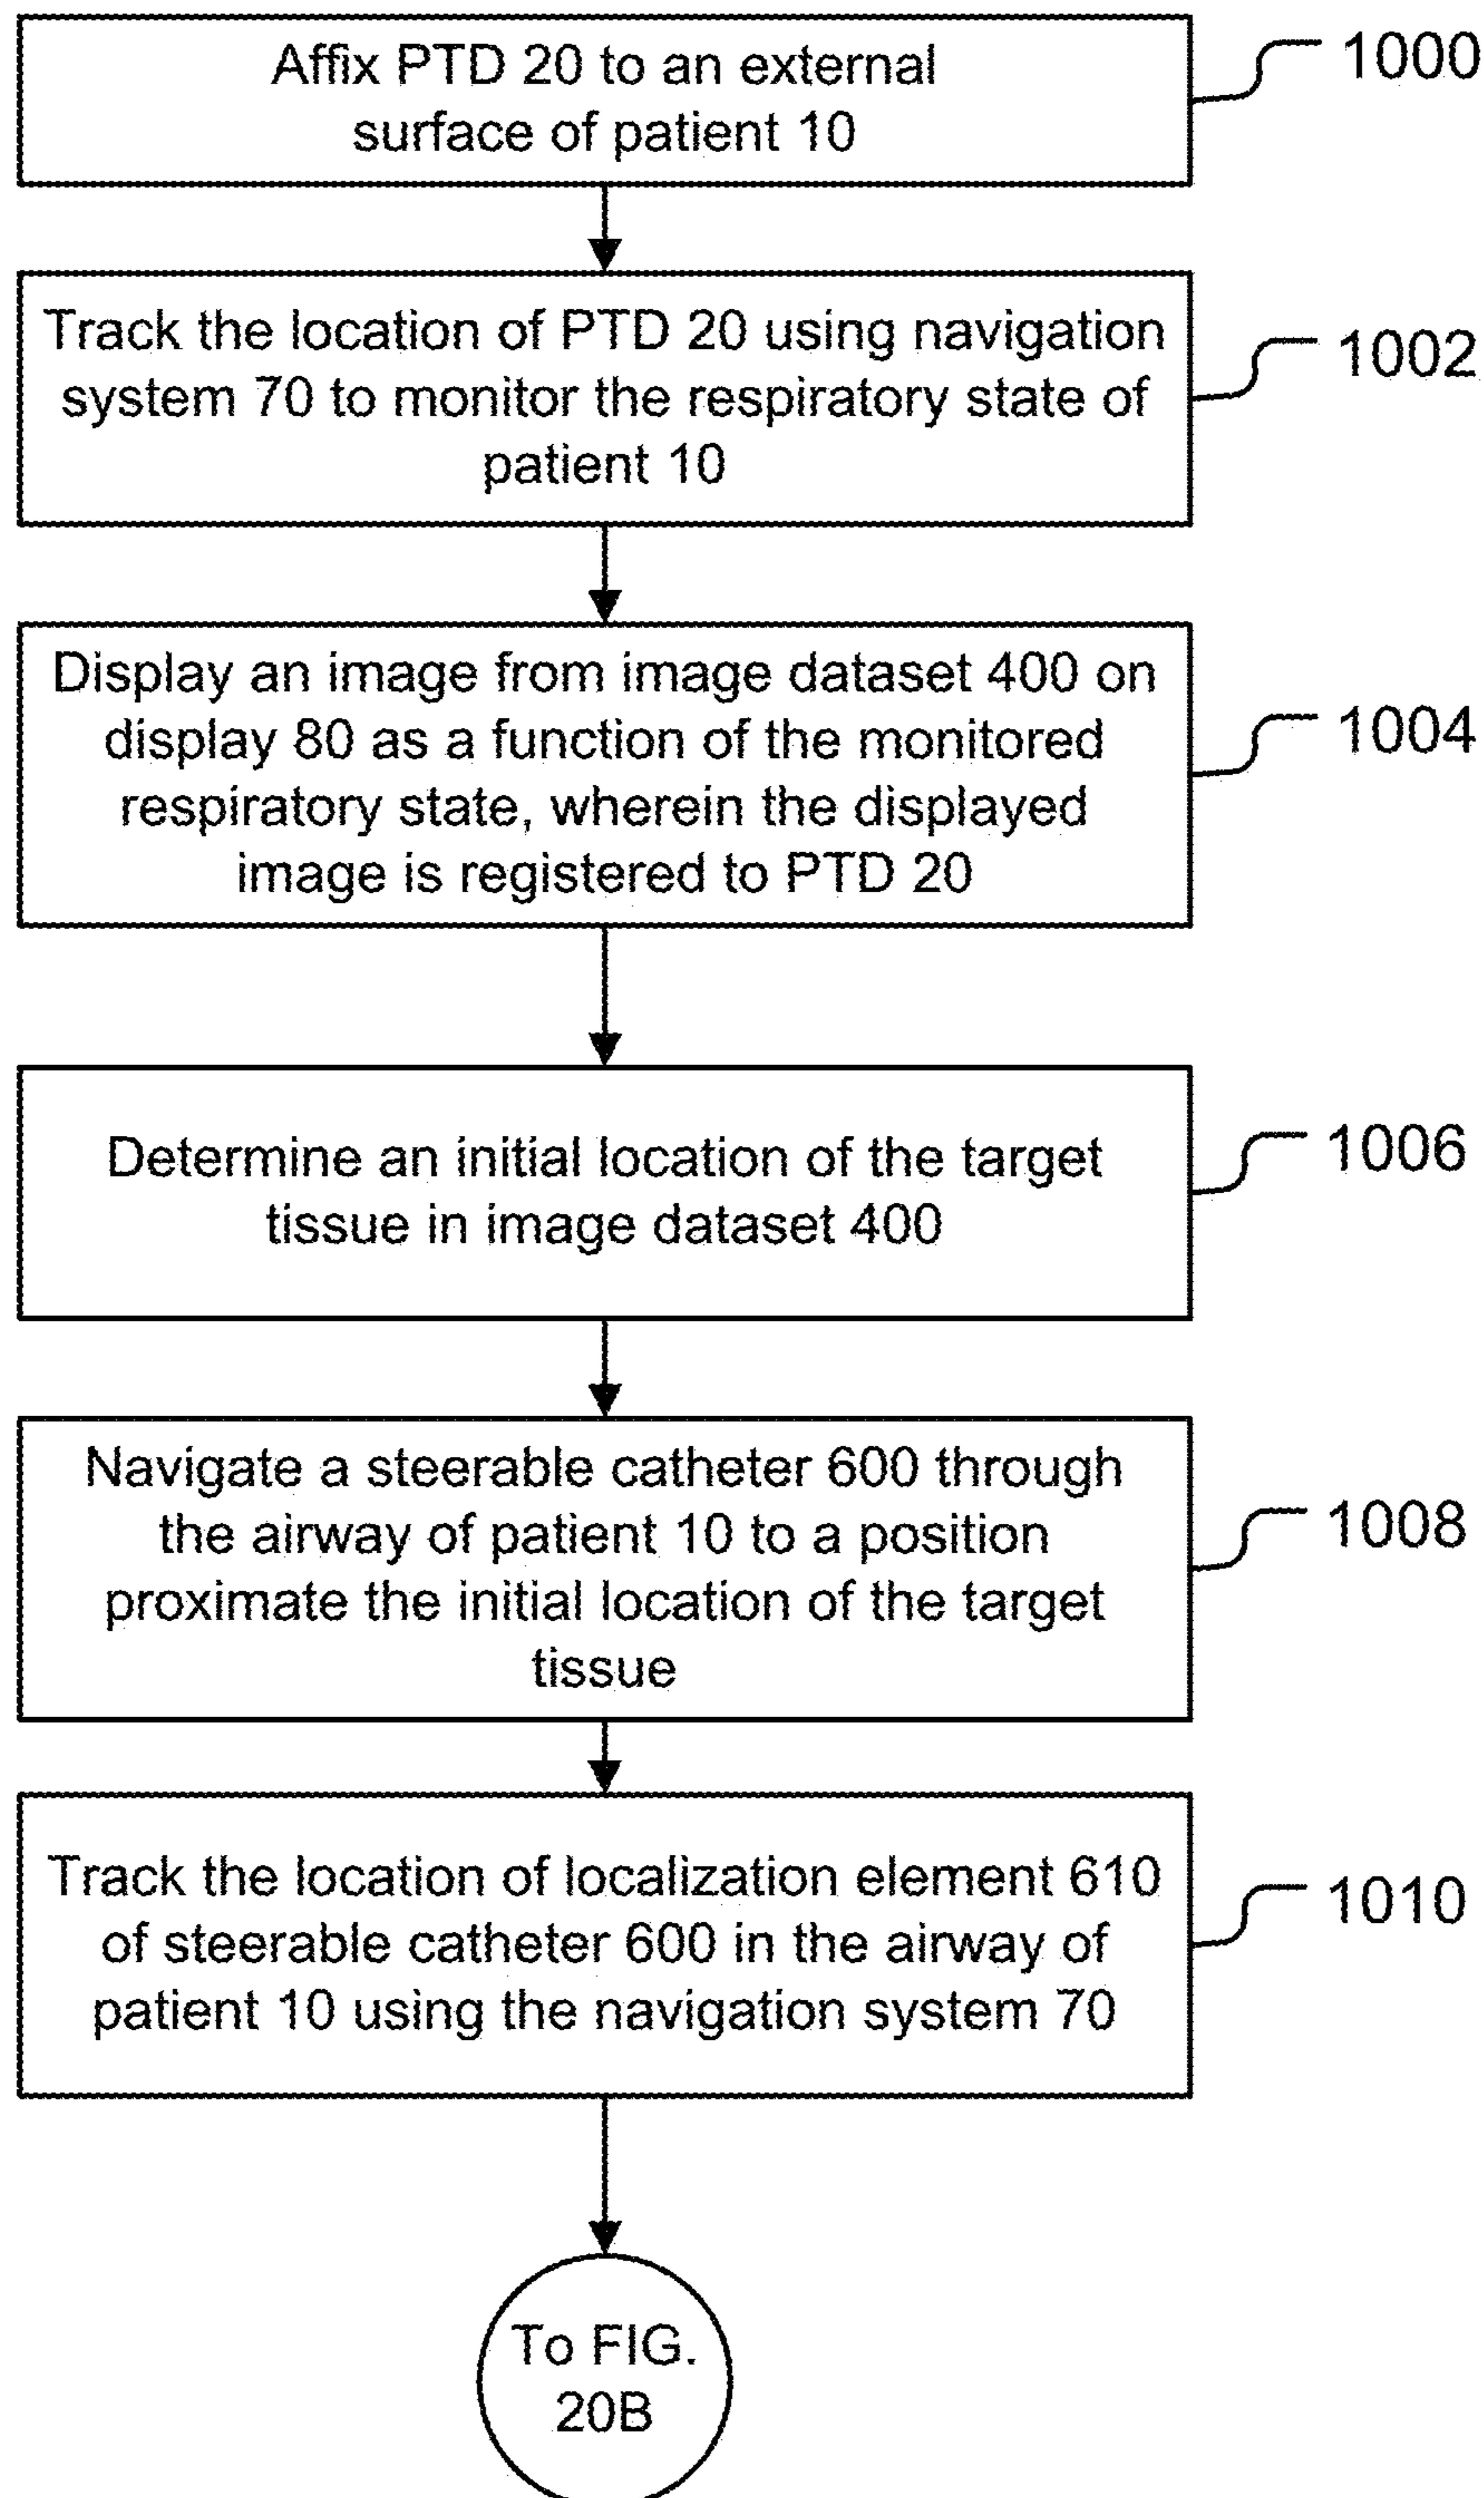 Affix PTD 20 to an external
surface of patient 10
1000
Track the location of PTD 20 using navigation
system 70 to monitor the respiratory state of
patient 10
1002
Display an image from image dataset 400 on
display 80 as a function of the monitored
respiratory state, wherein the displayed
image is registered to PTD 20
1004
Determine an initial location of the target
tissue in image dataset 400
1006
Navigate a steerable catheter 600 through
the airway of patient 10 to a position
proximate the initial location of the target
tissue
1008
Track the location of localization element 610
of steerable catheter 600 in the airway of
patient 10 using the navigation system 70
1010
To FIG.
20B